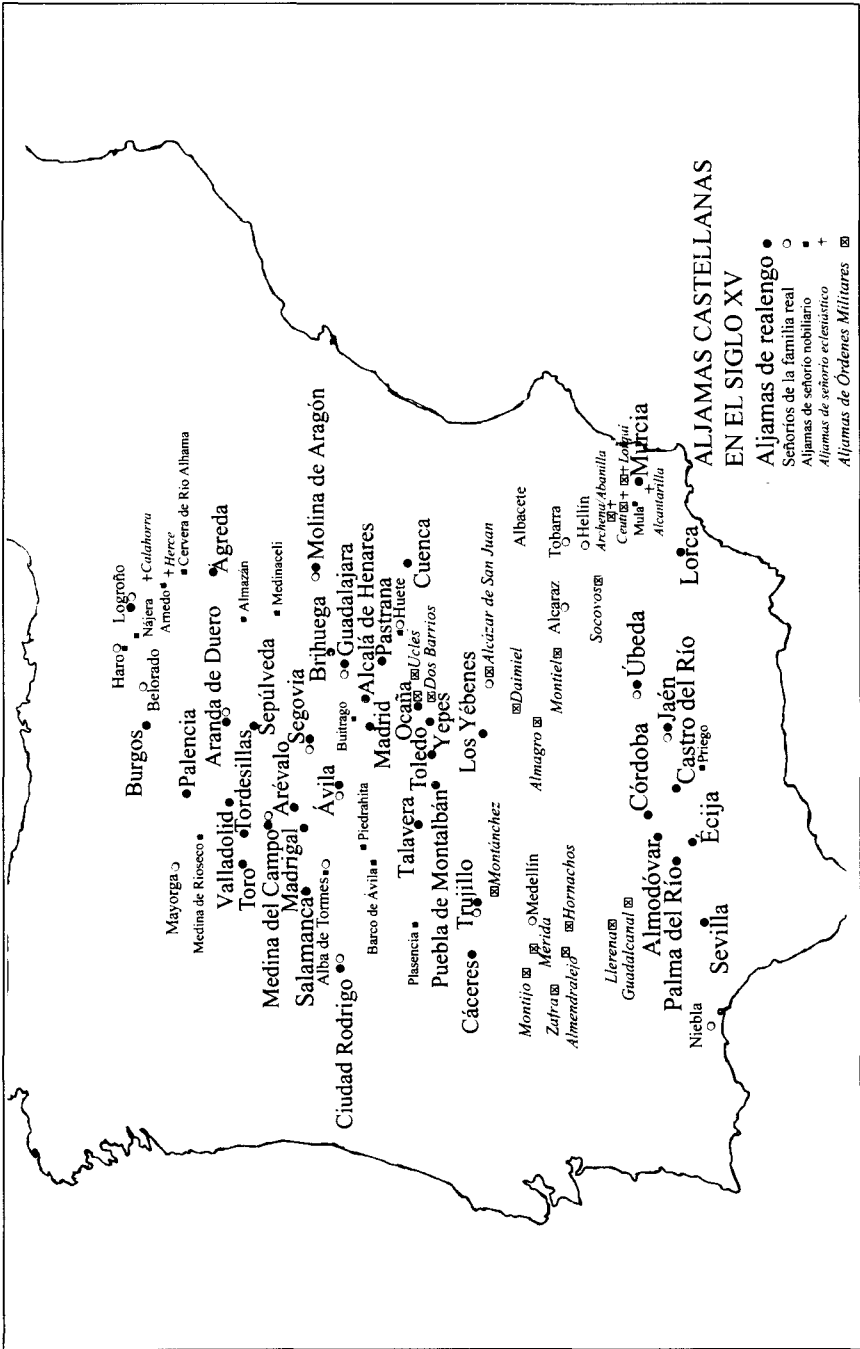 Haro
Logroño
Belorado
Nájera
Calahorra
Arnedo
Herce
Cervera de Río Alhama
Burgos
Palencia
Mayorga
Medina de Rioseco
Aranda de Duero
Ágreda
Almazán
Valladolid
Tordesillas
Toro
Sepúlveda
Medinaceli
Medina del Campo
Arévalo
Madrigal
Segovia
Salamanca
Alba de Tormes
Ávila
Brihuega
Molina de Aragón
Ciudad Rodrigo
Buitrago
Guadalajara
Barco de Ávila
Piedrahita
Alcalá de Henares
Madrid
Pastrana
Huete
Cuenca
Plasencia
Talavera
Toledo
Ocaña
Uclés
Dos Barrios
Puebla de Montalbán
Yepes
Trujillo
Cáceres
Los Yébenes
Alcázar de San Juan
Montánchez
Daimiel
Albacete
Montijo
Mérida
Medellín
Almagro
Montiel
Alcaraz
Tobarra
Hellín
Zafra
Almendralejo
Hornachos
Socovos
Archena/Abanilla
Ceutí
Lorquí
Mula
Murcia
Alcantarilla
Llerena
Guadalcanal
Córdoba
Úbeda
Almodóvar
Jaén
Lorca
Palma del Río
Castro del Río
Priego
Écija
Sevilla
Niebla
ALJAMAS CASTELLANAS
EN EL SIGLO XV
Aljamas de realengo
Señoríos de la familia real
Aljamas de señorío nobiliario
Aljamas de señorío eclesiástico
Aljamas de Órdenes Militares